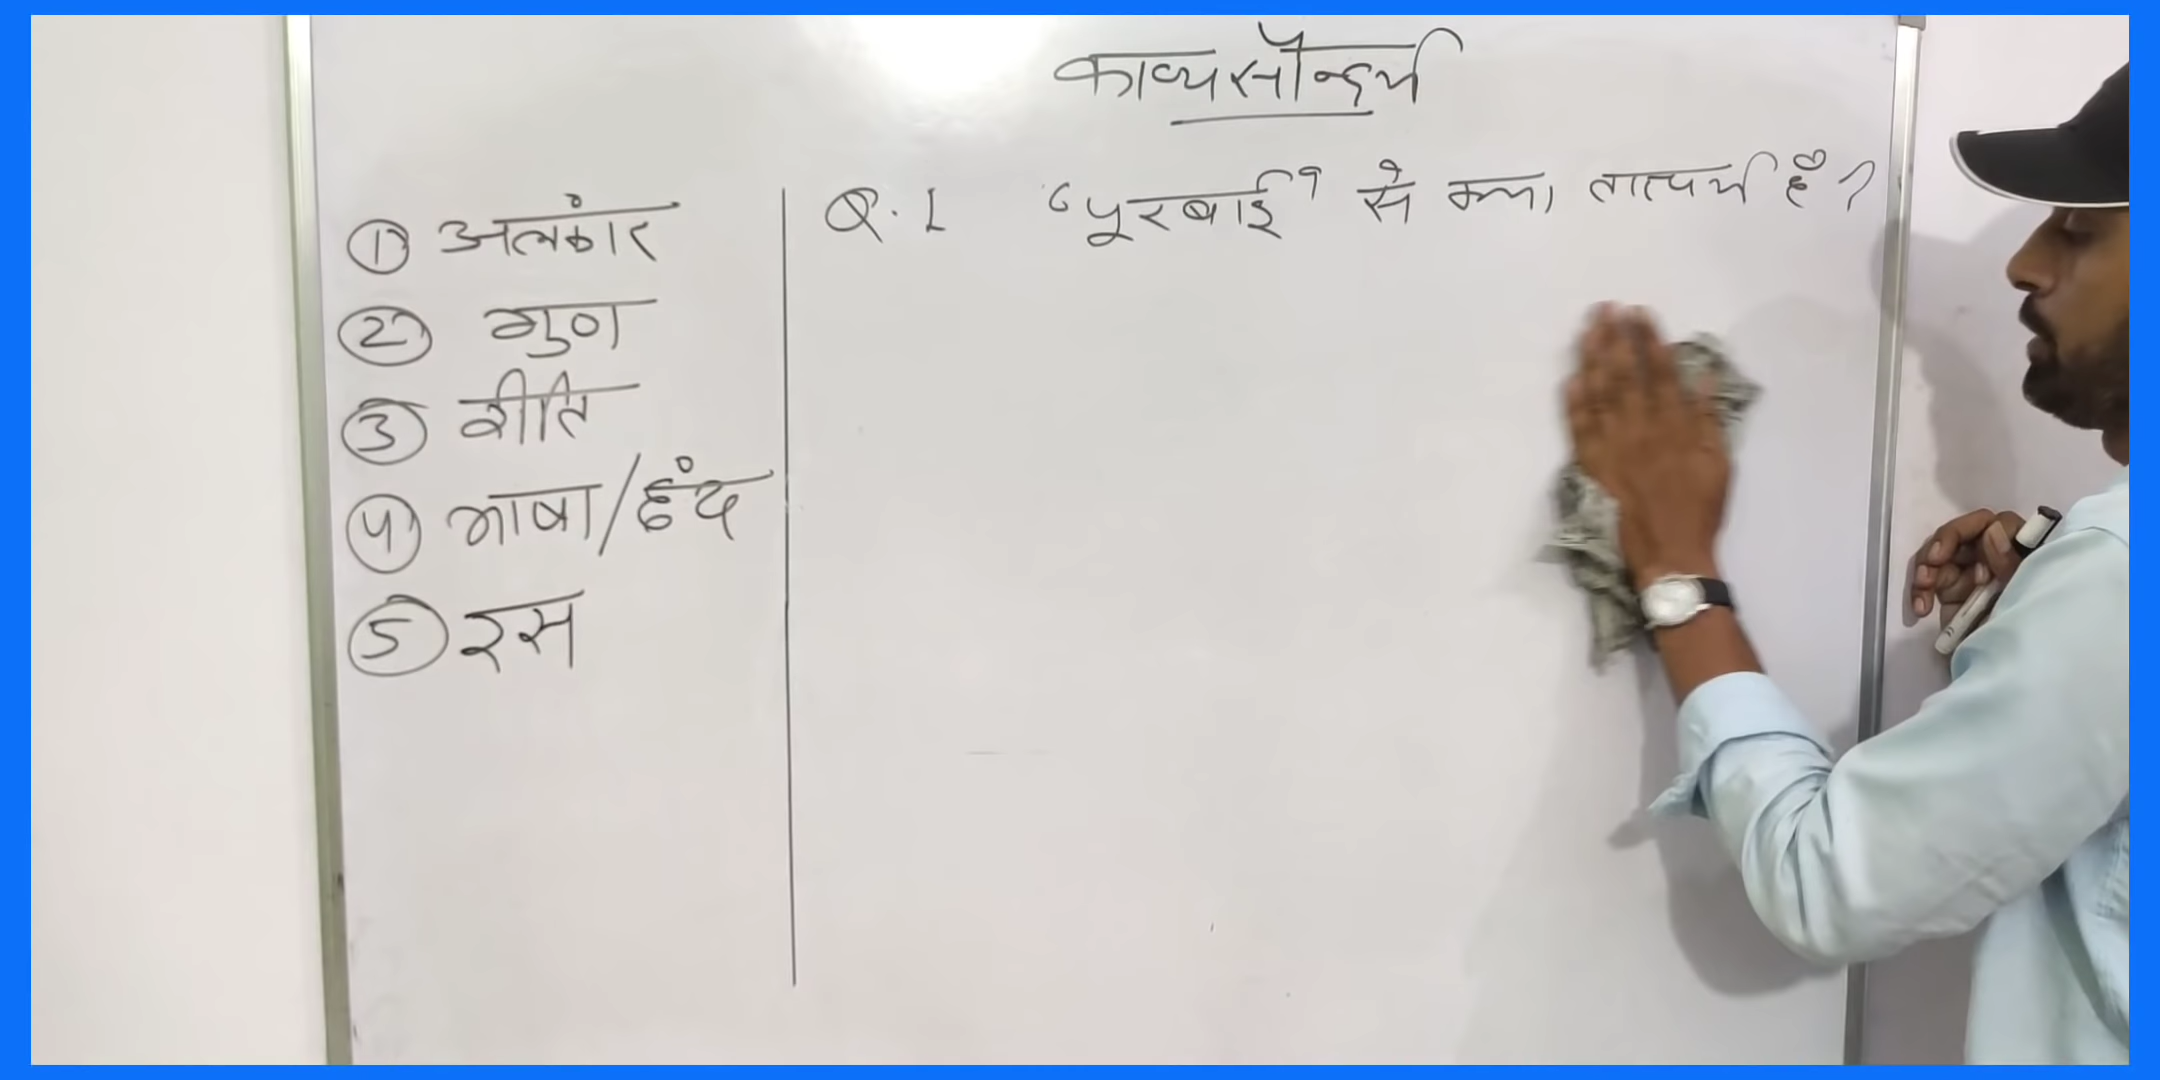 काव्यसौन्दर्य
① अलंकार
② गुण
③ रीति
④ भाषा/छंद
⑤ रस
Q.1 ‘पूरबाई’ से क्या तात्पर्य है?